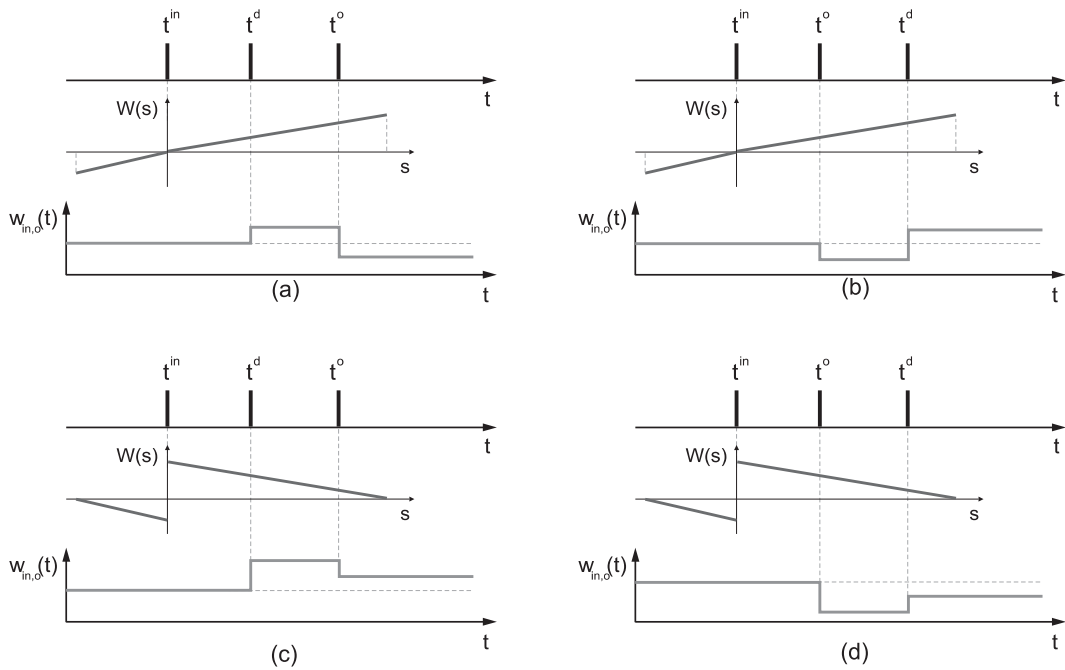 t^in t^d t^o
t
W(s)
s
w_in,o(t)
t
(a)
t^in t^o t^d
t
W(s)
s
w_in,o(t)
t
(b)
t^in t^d t^o
t
W(s)
s
w_in,o(t)
t
(c)
t^in t^o t^d
t
W(s)
s
w_in,o(t)
t
(d)